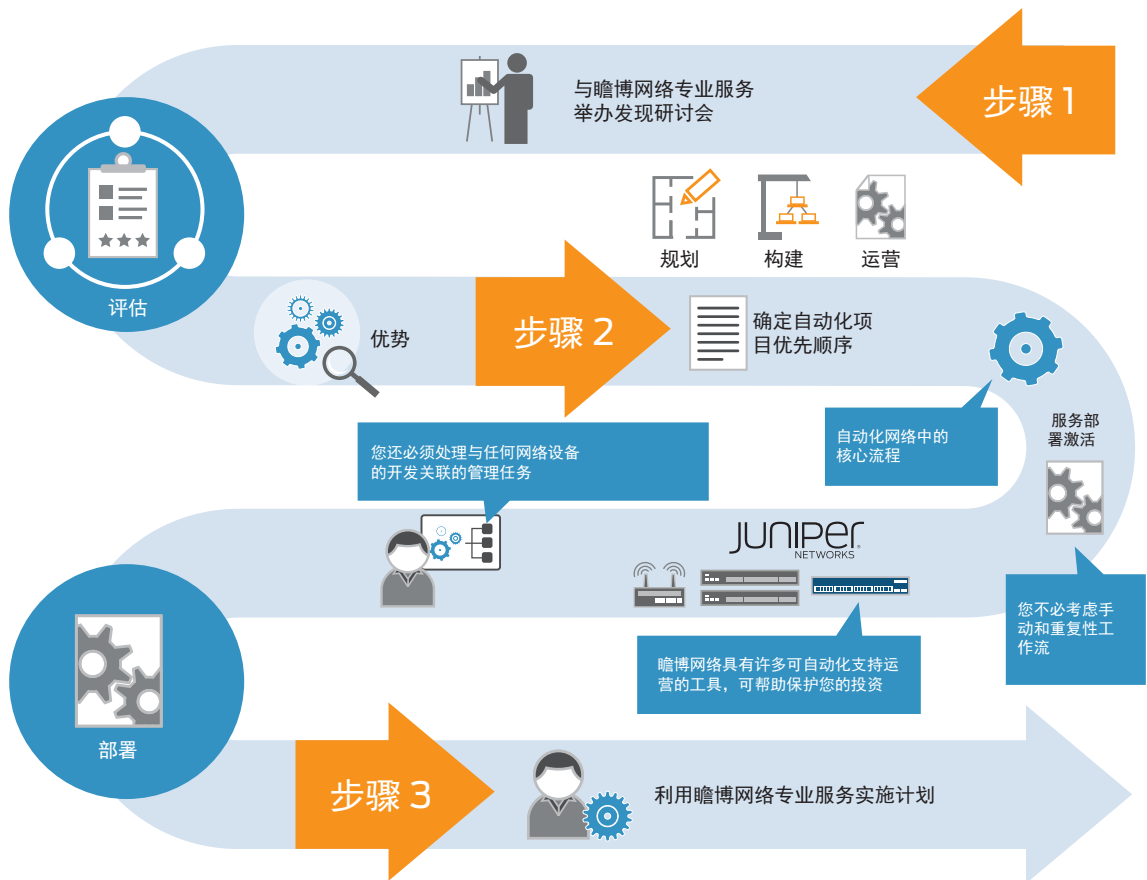 步骤 1
与瞻博网络专业服务
举办发现研讨会
规划
构建
运营
评估
优势
步骤 2
确定自动化项
目优先顺序
自动化网络中的
核心流程
服务部
署激活
您还必须处理与任何网络设备
的开发关联的管理任务
JUNIPER
NETWORKS
您不必考虑手
动和重复性工
作流
瞻博网络具有许多可自动化支持运
营的工具，可帮助保护您的投资
部署
步骤 3
利用瞻博网络专业服务实施计划